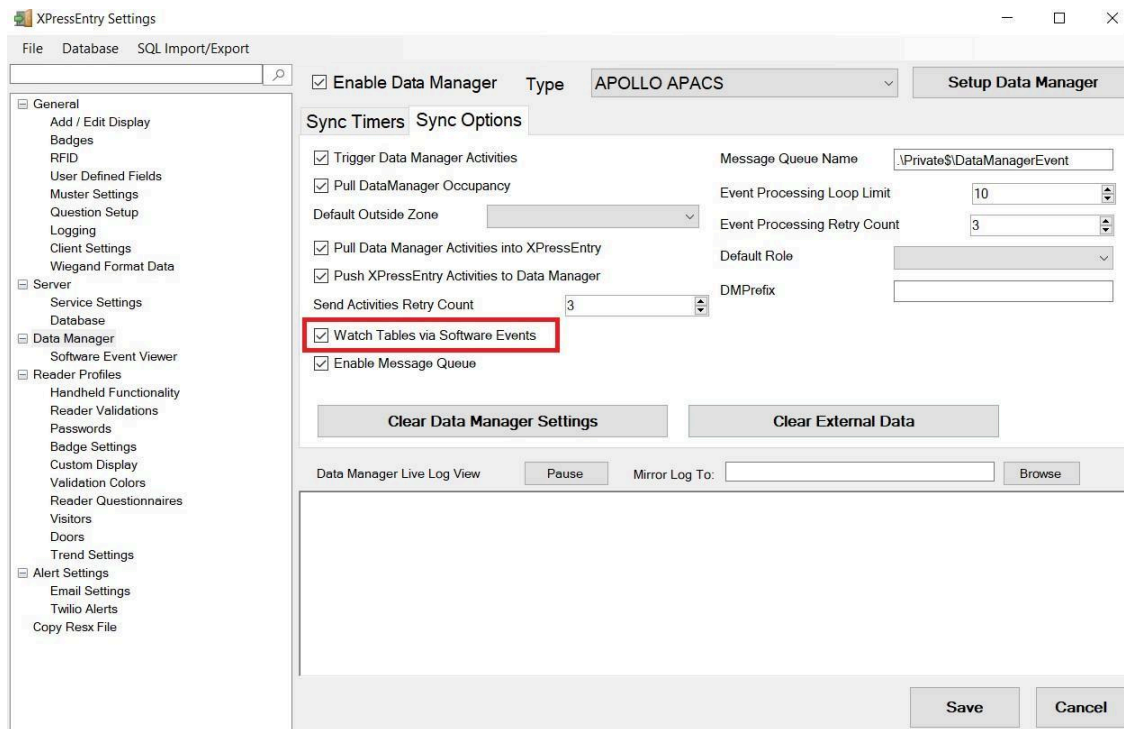 XPressEntry Settings
File Database SQL Import/Export
General
Add / Edit Display
Badges
RFID
User Defined Fields
Muster Settings
Question Setup
Logging
Client Settings
Wiegand Format Data
Server
Service Settings
Database
Data Manager
Software Event Viewer
Reader Profiles
Handheld Functionality
Reader Validations
Passwords
Badge Settings
Custom Display
Validation Colors
Reader Questionnaires
Visitors
Doors
Trend Settings
Alert Settings
Email Settings
Twilio Alerts
Copy Resx File
Enable Data Manager Type APOLLO APACS Setup Data Manager
Sync Timers Sync Options
Trigger Data Manager Activities
Pull DataManager Occupancy
Default Outside Zone
Pull Data Manager Activities into XPressEntry
Push XPressEntry Activities to Data Manager
Send Activities Retry Count 3
Watch Tables via Software Events
Enable Message Queue
Message Queue Name .\Private$\DataManagerEvent
Event Processing Loop Limit 10
Event Processing Retry Count 3
Default Role
DMPrefix
Clear Data Manager Settings Clear External Data
Data Manager Live Log View Pause Mirror Log To: Browse
Save Cancel